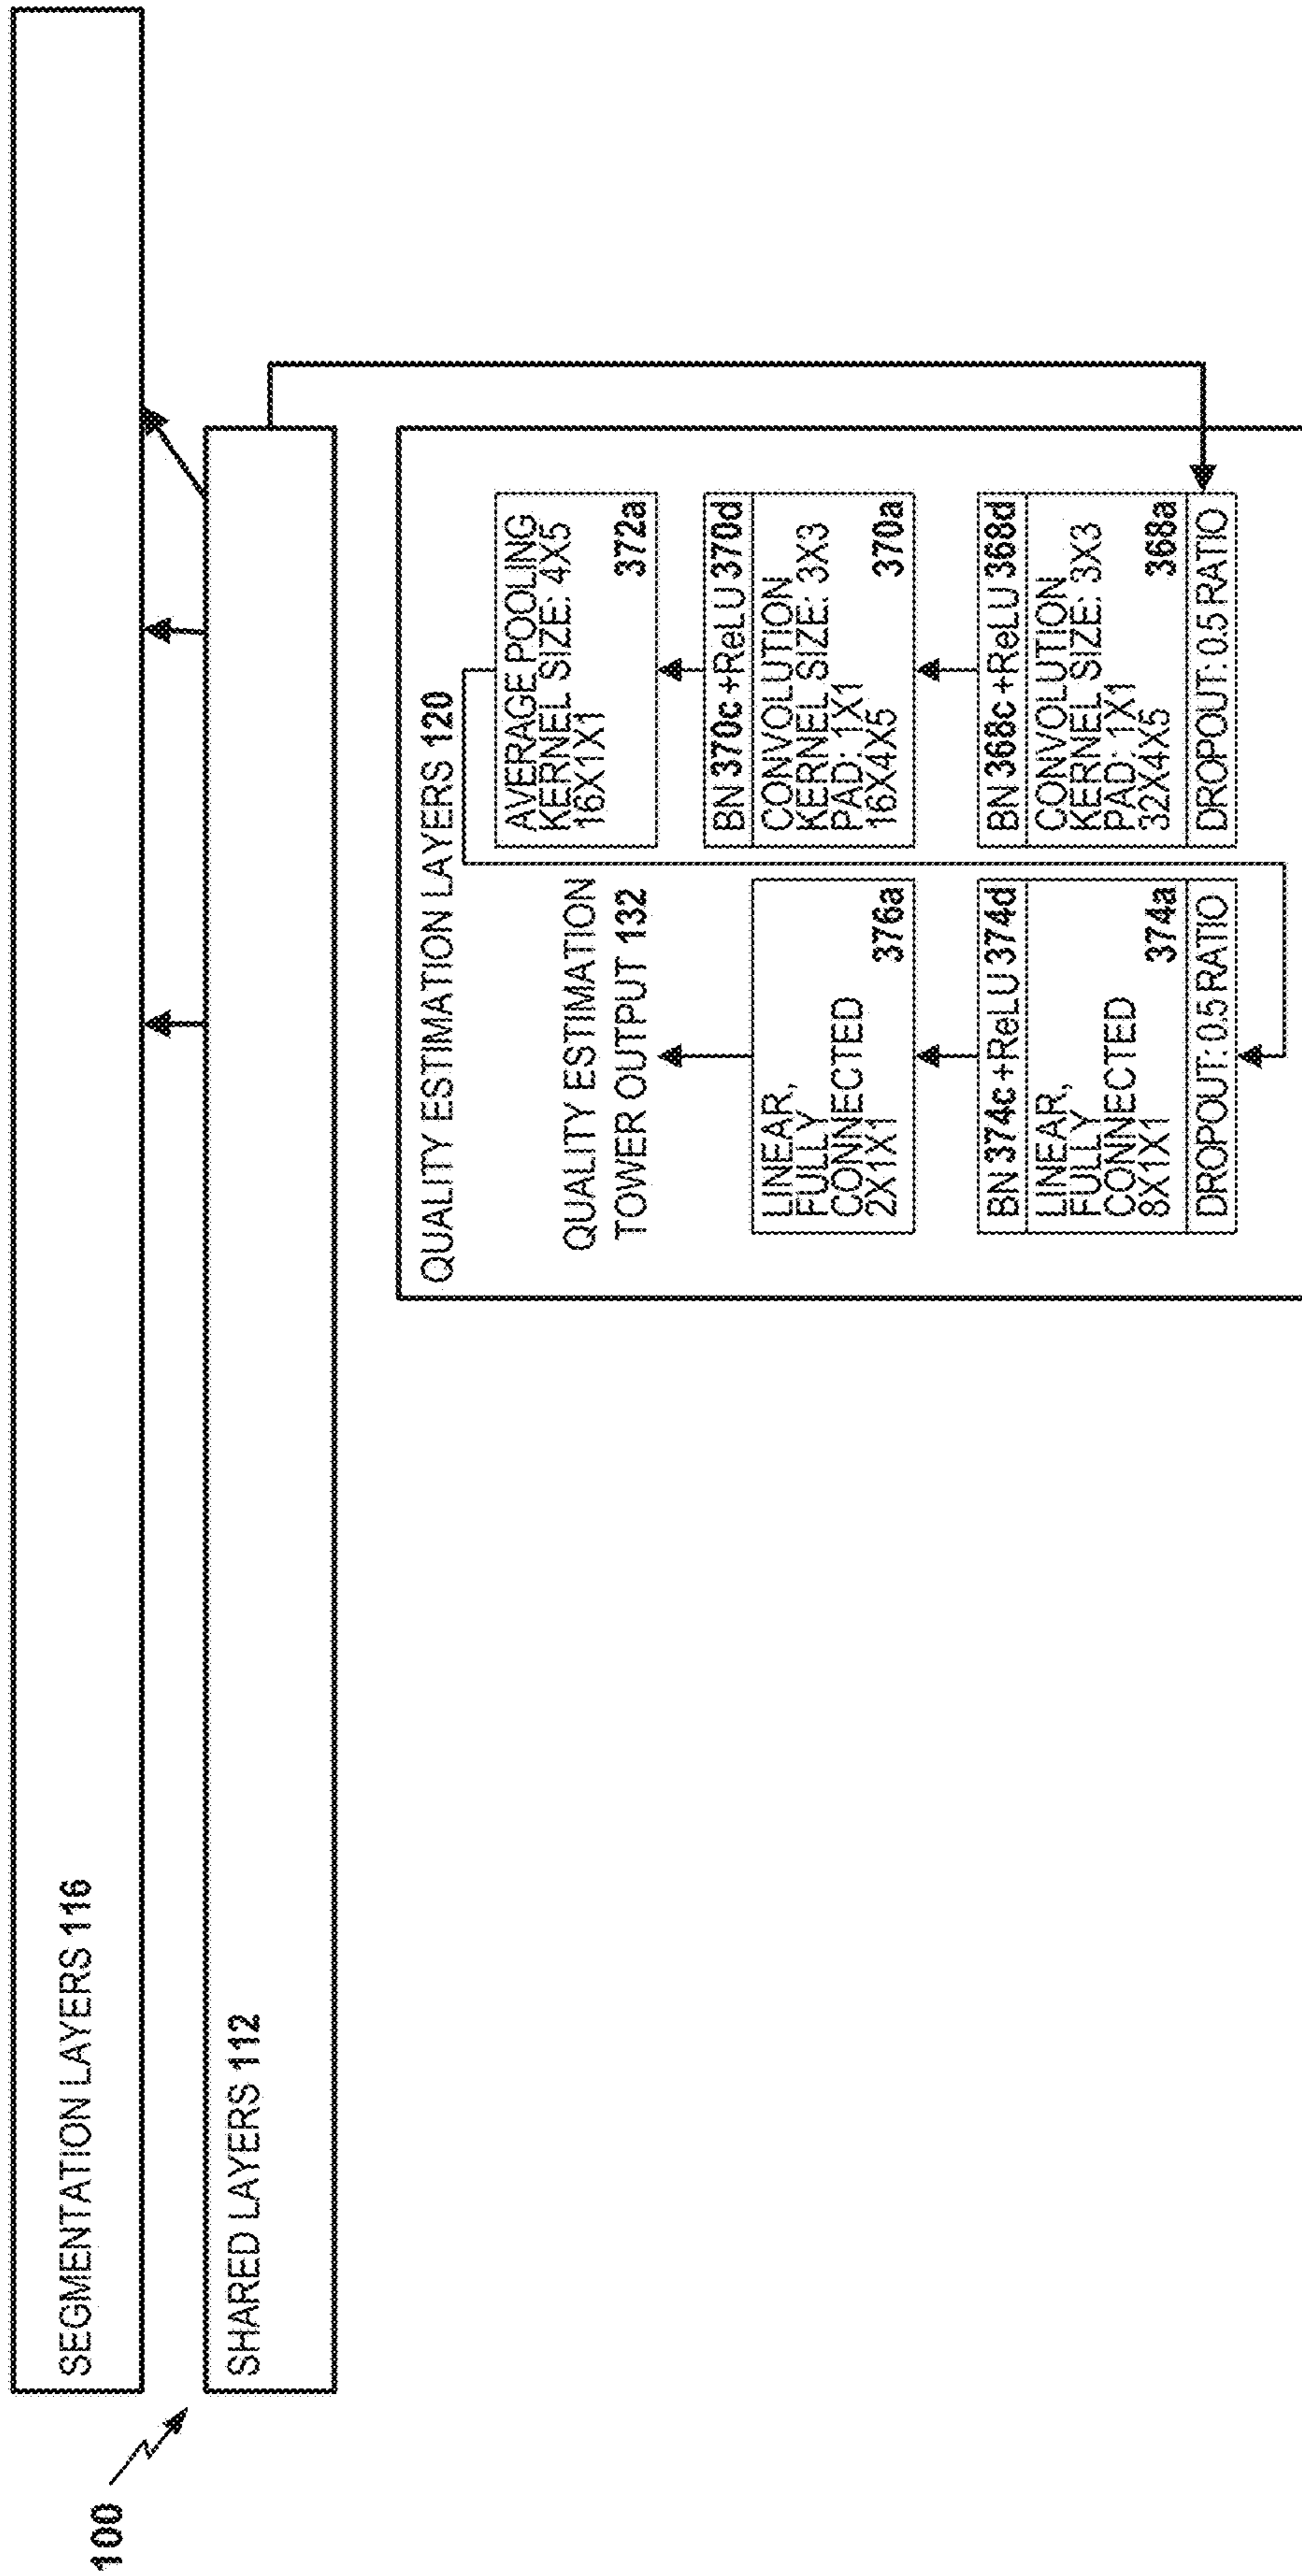 100
SEGMENTATION LAYERS 116
SHARED LAYERS 112
QUALITY ESTIMATION LAYERS 120
QUALITY ESTIMATION
TOWER OUTPUT 132
LINEAR,
FULLY
CONNECTED
2X1X1
376a
BN 374c +ReLU 374d
LINEAR,
FULLY
CONNECTED
8X1X1
374a
DROPOUT: 0.5 RATIO
AVERAGE POOLING
KERNEL SIZE: 4X5
16X1X1
372a
BN 370c +ReLU 370d
CONVOLUTION
KERNEL SIZE: 3X3
PAD: 1X1
16X4X5
370a
BN 368c +ReLU 368d
CONVOLUTION
KERNEL SIZE: 3X3
PAD: 1X1
32X4X5
368a
DROPOUT: 0.5 RATIO